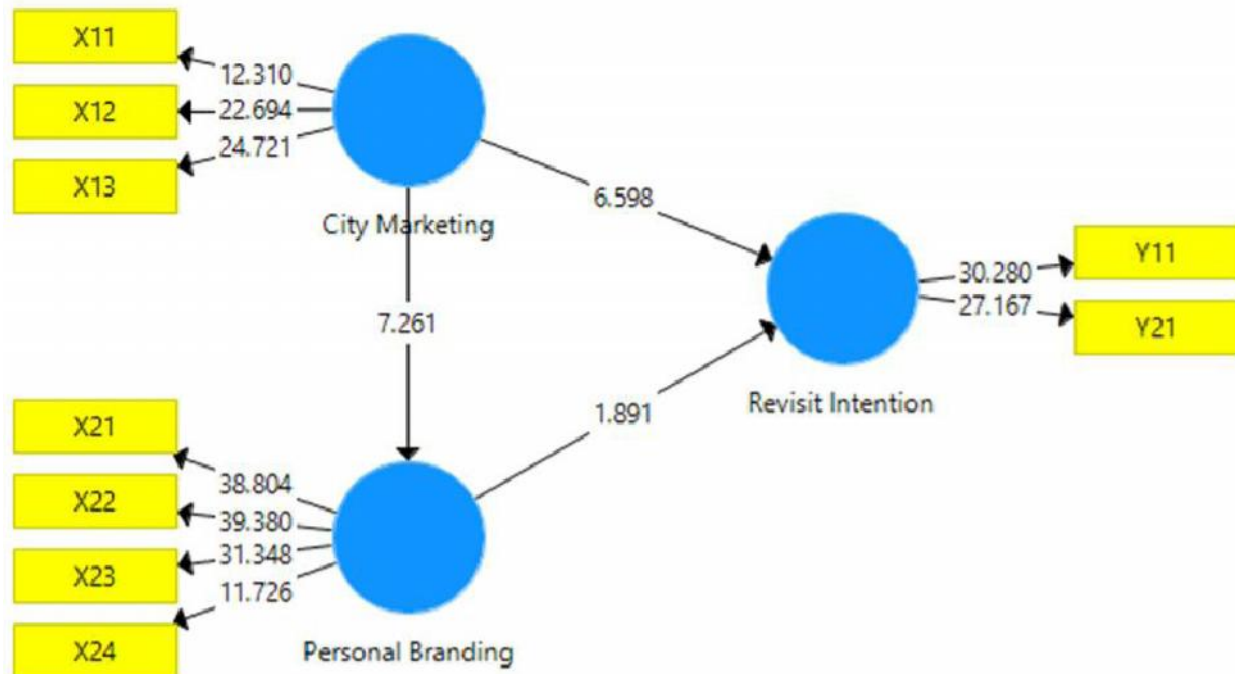 X11
12.310
X12
22.694
X13
24.721
City Marketing
6.598
7.261
Y11
30.280
27.167
Y21
Revisit Intention
1.891
X21
38.804
X22
39.380
X23
31.348
11.726
X24
Personal Branding